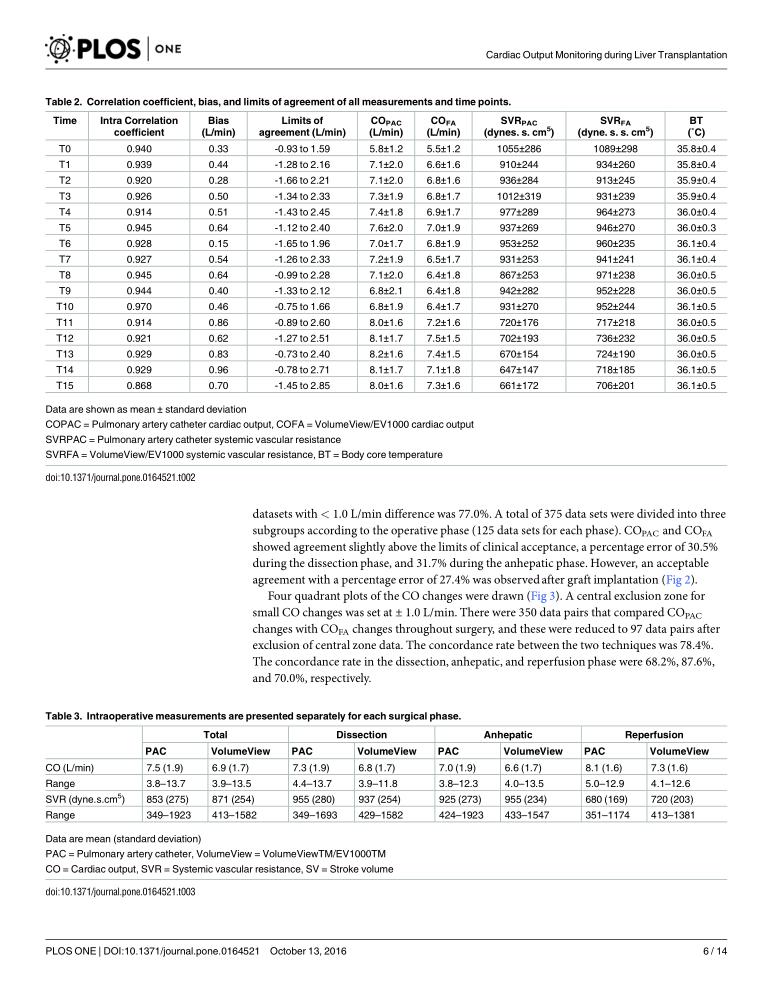 PLOS ONE
Cardiac Output Monitoring during Liver Transplantation
Table 2. Correlation coefficient, bias, and limits of agreement of all measurements and time points.
Time Intra Correlation coefficient Bias (L/min) Limits of agreement (L/min) COPAC (L/min) COFA (L/min) SVRPAC (dynes. s. cm5) SVRFA (dyne. s. s. cm5) BT (˚C)
T0 0.940 0.33 -0.93 to 1.59 5.8±1.2 5.5±1.2 1055±286 1089±298 35.8±0.4
T1 0.939 0.44 -1.28 to 2.16 7.1±2.0 6.6±1.6 910±244 934±260 35.8±0.4
T2 0.920 0.28 -1.66 to 2.21 7.1±2.0 6.8±1.6 936±284 913±245 35.9±0.4
T3 0.926 0.50 -1.34 to 2.33 7.3±1.9 6.8±1.7 1012±319 931±239 35.9±0.4
T4 0.914 0.51 -1.43 to 2.45 7.4±1.8 6.9±1.7 977±289 964±273 36.0±0.4
T5 0.945 0.64 -1.12 to 2.40 7.6±2.0 7.0±1.9 937±269 946±270 36.0±0.3
T6 0.928 0.15 -1.65 to 1.96 7.0±1.7 6.8±1.9 953±252 960±235 36.1±0.4
T7 0.927 0.54 -1.26 to 2.33 7.2±1.9 6.5±1.7 931±253 941±241 36.1±0.4
T8 0.945 0.64 -0.99 to 2.28 7.1±2.0 6.4±1.8 867±253 971±238 36.0±0.5
T9 0.944 0.40 -1.33 to 2.12 6.8±2.1 6.4±1.8 942±282 952±228 36.0±0.5
T10 0.970 0.46 -0.75 to 1.66 6.8±1.9 6.4±1.7 931±270 952±244 36.1±0.5
T11 0.914 0.86 -0.89 to 2.60 8.0±1.6 7.2±1.6 720±176 717±218 36.0±0.5
T12 0.921 0.62 -1.27 to 2.51 8.1±1.7 7.5±1.5 702±193 736±232 36.0±0.5
T13 0.929 0.83 -0.73 to 2.40 8.2±1.6 7.4±1.5 670±154 724±190 36.0±0.5
T14 0.929 0.96 -0.78 to 2.71 8.1±1.7 7.1±1.8 647±147 718±185 36.1±0.5
T15 0.868 0.70 -1.45 to 2.85 8.0±1.6 7.3±1.6 661±172 706±201 36.1±0.5
Data are shown as mean ± standard deviation
COPAC = Pulmonary artery catheter cardiac output, COFA = VolumeView/EV1000 cardiac output
SVRPAC = Pulmonary artery catheter systemic vascular resistance
SVRFA = VolumeView/EV1000 systemic vascular resistance, BT = Body core temperature
doi:10.1371/journal.pone.0164521.t002
datasets with < 1.0 L/min difference was 77.0%. A total of 375 data sets were divided into three
subgroups according to the operative phase (125 data sets for each phase). COPAC and COFA
showed agreement slightly above the limits of clinical acceptance, a percentage error of 30.5%
during the dissection phase, and 31.7% during the anhepatic phase. However, an acceptable
agreement with a percentage error of 27.4% was observed after graft implantation (Fig 2).
Four quadrant plots of the CO changes were drawn (Fig 3). A central exclusion zone for
small CO changes was set at ± 1.0 L/min. There were 350 data pairs that compared COPAC
changes with COFA changes throughout surgery, and these were reduced to 97 data pairs after
exclusion of central zone data. The concordance rate between the two techniques was 78.4%.
The concordance rate in the dissection, anhepatic, and reperfusion phase were 68.2%, 87.6%,
and 70.0%, respectively.
Table 3. Intraoperative measurements are presented separately for each surgical phase.
Total Dissection Anhepatic Reperfusion
PAC VolumeView PAC VolumeView PAC VolumeView PAC VolumeView
CO (L/min) 7.5 (1.9) 6.9 (1.7) 7.3 (1.9) 6.8 (1.7) 7.0 (1.9) 6.6 (1.7) 8.1 (1.6) 7.3 (1.6)
Range 3.8–13.7 3.9–13.5 4.4–13.7 3.9–11.8 3.8–12.3 4.0–13.5 5.0–12.9 4.1–12.6
SVR (dyne.s.cm5) 853 (275) 871 (254) 955 (280) 937 (254) 925 (273) 955 (234) 680 (169) 720 (203)
Range 349–1923 413–1582 349–1693 429–1582 424–1923 433–1547 351–1174 413–1381
Data are mean (standard deviation)
PAC = Pulmonary artery catheter, VolumeView = VolumeViewTM/EV1000TM
CO = Cardiac output, SVR = Systemic vascular resistance, SV = Stroke volume
doi:10.1371/journal.pone.0164521.t003
PLOS ONE | DOI:10.1371/journal.pone.0164521 October 13, 2016
6 / 14